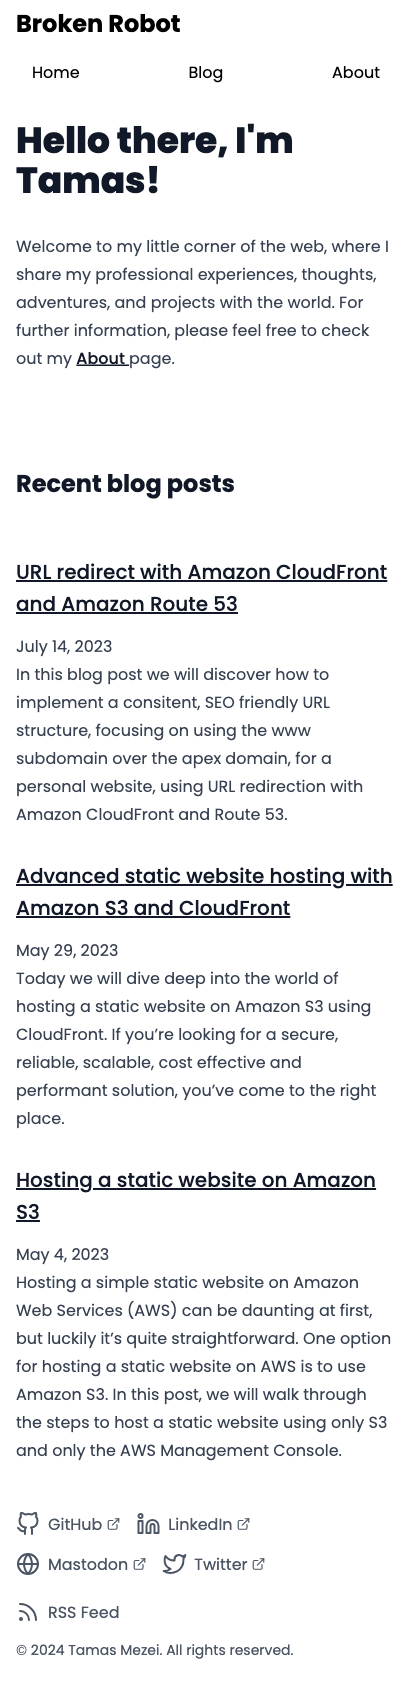 Broken Robot
Home Blog About
Hello there, I'm
Tamas!
Welcome to my little corner of the web, where I
share my professional experiences, thoughts,
adventures, and projects with the world. For
further information, please feel free to check
out my About page.
Recent blog posts
URL redirect with Amazon CloudFront
and Amazon Route 53
July 14, 2023
In this blog post we will discover how to
implement a consitent, SEO friendly URL
structure, focusing on using the www
subdomain over the apex domain, for a
personal website, using URL redirection with
Amazon CloudFront and Route 53.
Advanced static website hosting with
Amazon S3 and CloudFront
May 29, 2023
Today we will dive deep into the world of
hosting a static website on Amazon S3 using
CloudFront. If you’re looking for a secure,
reliable, scalable, cost effective and
performant solution, you’ve come to the right
place.
Hosting a static website on Amazon
S3
May 4, 2023
Hosting a simple static website on Amazon
Web Services (AWS) can be daunting at first,
but luckily it’s quite straightforward. One option
for hosting a static website on AWS is to use
Amazon S3. In this post, we will walk through
the steps to host a static website using only S3
and only the AWS Management Console.
GitHub LinkedIn
Mastodon Twitter
RSS Feed
© 2024 Tamas Mezei. All rights reserved.